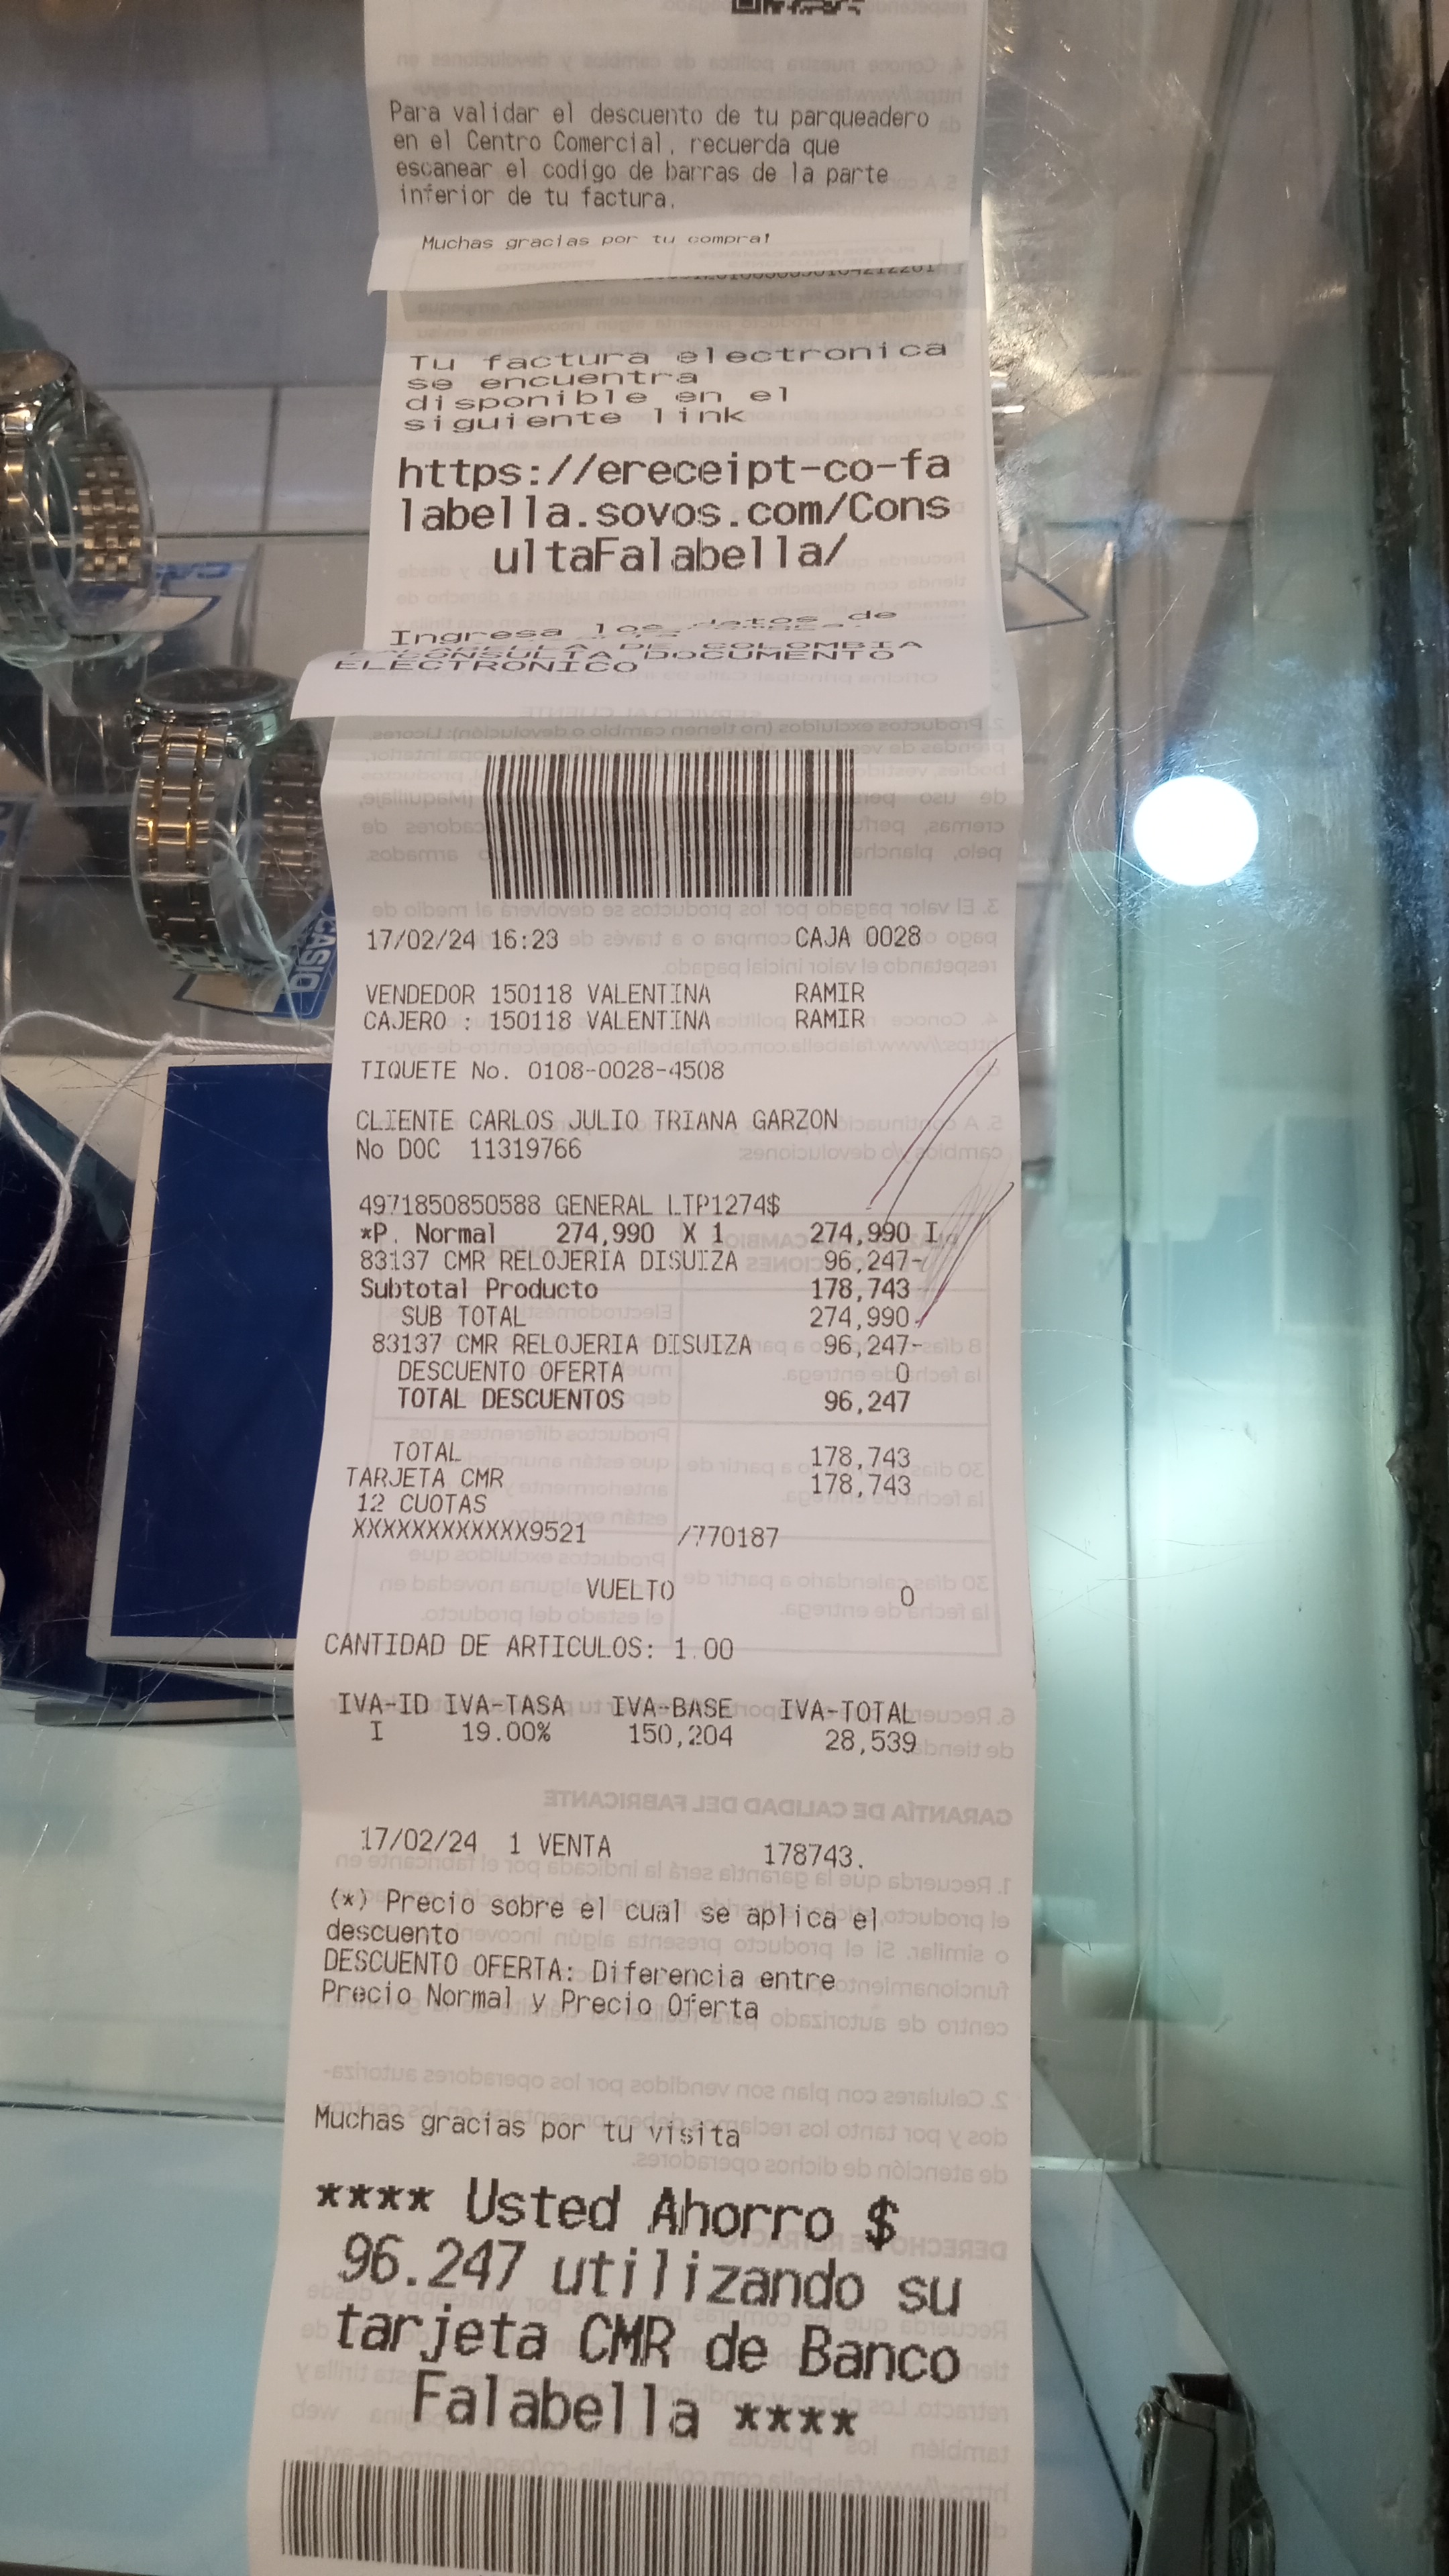 Para validar el descuento de tu parqueadero
en el Centro Comercial, recuerda que
escanear el codigo de barras de la parte
inferior de tu factura.
Muchas gracias por tu compra!
Tu factura electronica
se encuentra
disponible en el
siguiente link
https://ereceipt-co-fa
labella.sovos.com/Cons
ultaFalabella/
Ingresa los datos de
DE COLOMBIA
CONSULTA DOCUMENTO
ELECTRONICO
17/02/24 16:23 CAJA 0028
VENDEDOR 150118 VALENTINA RAMIR
CAJERO : 150118 VALENTINA RAMIR
TIQUETE No. 0108-0028-4508
CLIENTE CARLOS JULIO TRIANA GARZON
No DOC 11319766
4971850850588 GENERAL LTP1274$
*P. Normal 274,990 X 1 274,990 I
83137 CMR RELOJERIA DISUIZA 96,247-
Subtotal Producto 178,743
SUB TOTAL 274,990
83137 CMR RELOJERIA DISUIZA 96,247-
DESCUENTO OFERTA 0
TOTAL DESCUENTOS 96,247
TOTAL 178,743
TARJETA CMR 178,743
12 CUOTAS
XXXXXXXXXXXX9521 /770187
VUELTO 0
CANTIDAD DE ARTICULOS: 1.00
IVA-ID IVA-TASA IVA-BASE IVA-TOTAL
I 19.00% 150,204 28,539
17/02/24 1 VENTA 178743.
(*) Precio sobre el cual se aplica el
descuento
DESCUENTO OFERTA: Diferencia entre
Precio Normal y Precio Oferta
Muchas gracias por tu visita
**** Usted Ahorro $
96.247 utilizando su
tarjeta CMR de Banco
Falabella ****
CASIO